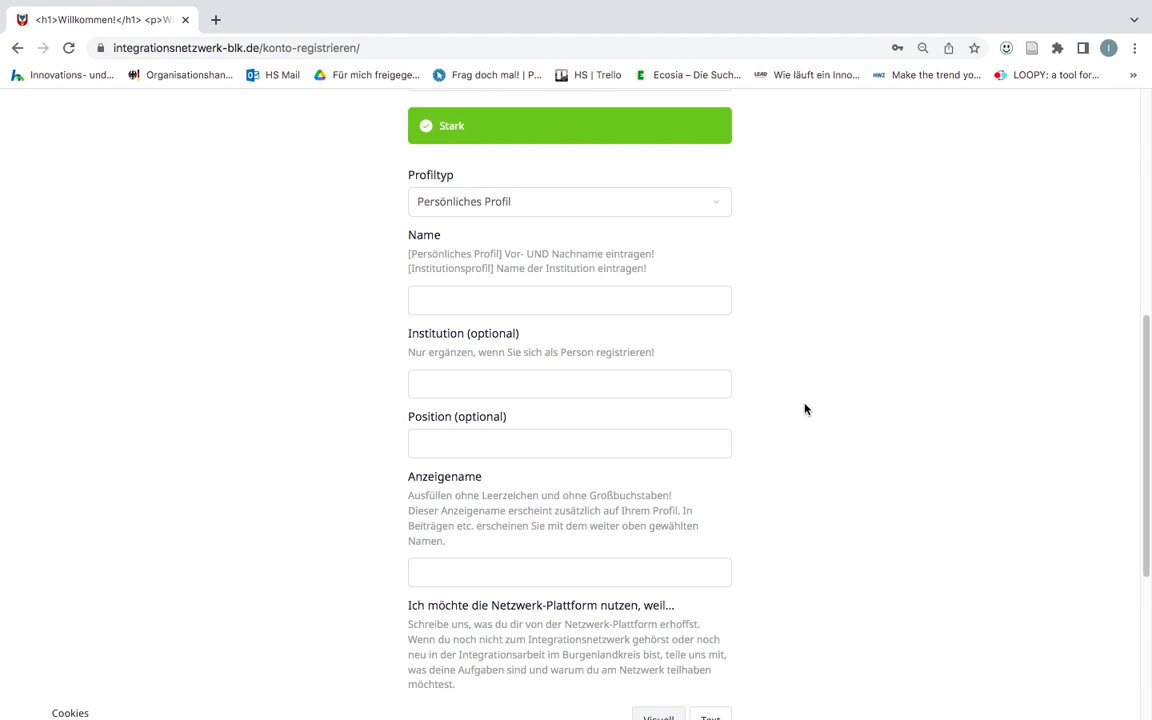 <h1>Willkommen!</h1> <p>W
integrationsnetzwerk-blk.de/konto-registrieren/
Innovations- und... Organisationshan... HS Mail Für mich freigege... Frag doch mal! | P... HS | Trello Ecosia – Die Such... LEAD Wie läuft ein Inno... HWZ Make the trend yo... LOOPY: a tool for... »
Stark
Profiltyp
Persönliches Profil
Name
[Persönliches Profil] Vor- UND Nachname eintragen!
[Institutionsprofil] Name der Institution eintragen!
Institution (optional)
Nur ergänzen, wenn Sie sich als Person registrieren!
Position (optional)
Anzeigename
Ausfüllen ohne Leerzeichen und ohne Großbuchstaben!
Dieser Anzeigename erscheint zusätzlich auf Ihrem Profil. In
Beiträgen etc. erscheinen Sie mit dem weiter oben gewählten
Namen.
Ich möchte die Netzwerk-Plattform nutzen, weil...
Schreibe uns, was du dir von der Netzwerk-Plattform erhoffst.
Wenn du noch nicht zum Integrationsnetzwerk gehörst oder noch
neu in der Integrationsarbeit im Burgenlandkreis bist, teile uns mit,
was deine Aufgaben sind und warum du am Netzwerk teilhaben
möchtest.
Cookies
Visuell Text